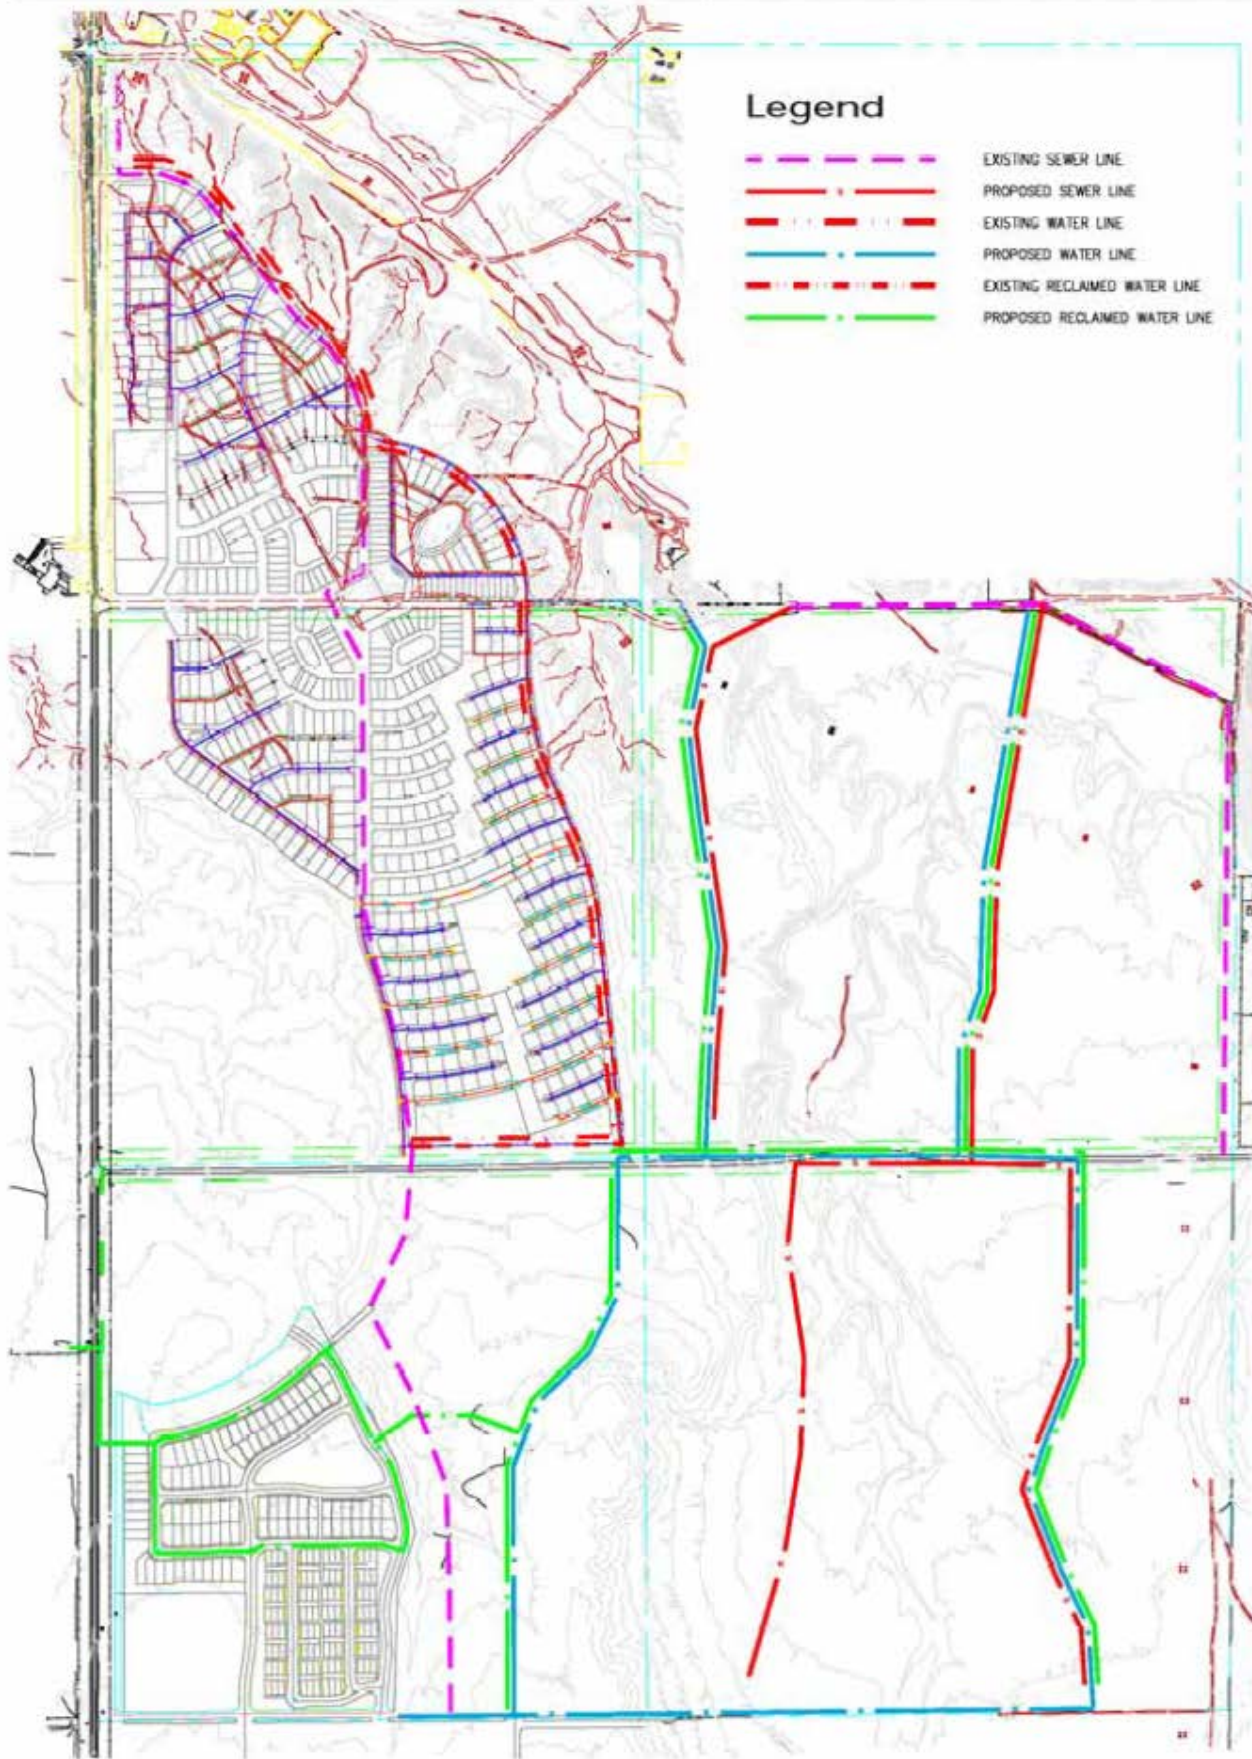 Legend
EXISTING SEWER LINE
PROPOSED SEWER LINE
EXISTING WATER LINE
PROPOSED WATER LINE
EXISTING RECLAIMED WATER LINE
PROPOSED RECLAIMED WATER LINE